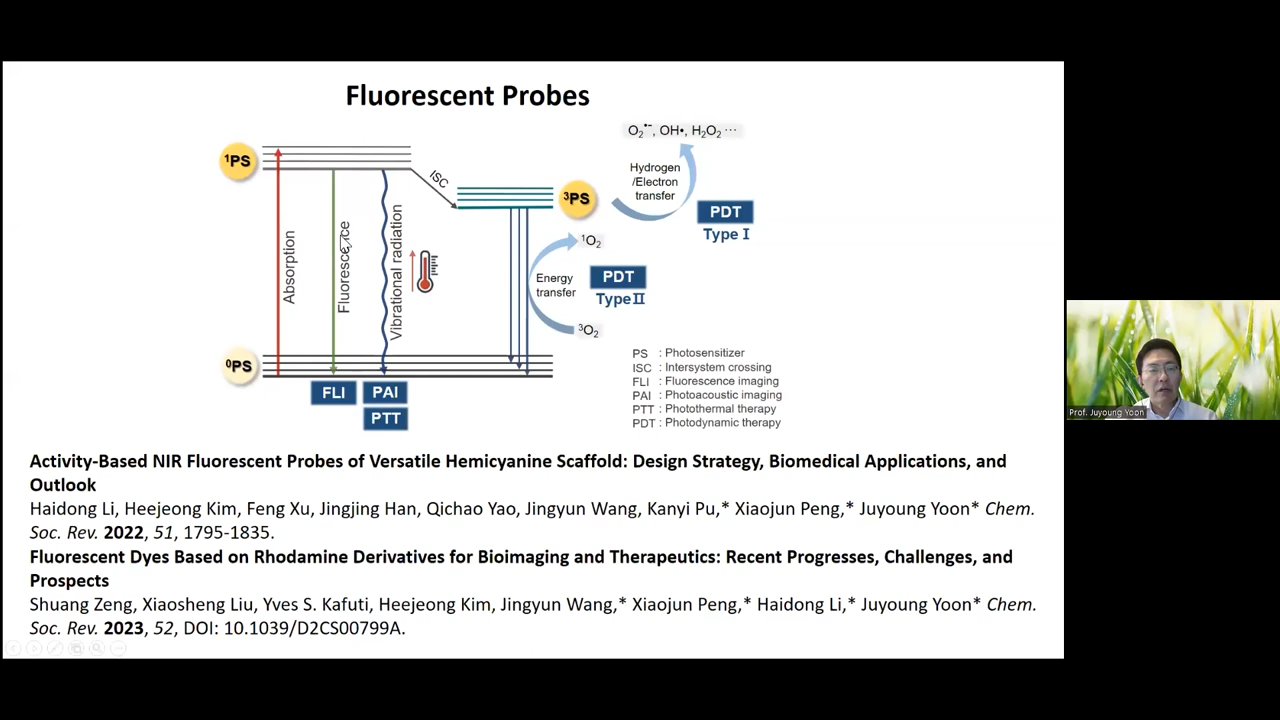 Fluorescent Probes
O₂•⁻, OH•, H₂O₂ ···
Hydrogen
/Electron
transfer
PDT
Type Ⅰ
¹PS
ISC
³PS
Absorption
Fluorescence
Vibrational radiation
¹O₂
Energy
transfer
PDT
Type Ⅱ
³O₂
⁰PS
FLI
PAI
PTT
PS : Photosensitizer
ISC : Intersystem crossing
FLI : Fluorescence imaging
PAI : Photoacoustic imaging
PTT : Photothermal therapy
PDT : Photodynamic therapy
Prof. Juyoung Yoon
Activity-Based NIR Fluorescent Probes of Versatile Hemicyanine Scaffold: Design Strategy, Biomedical Applications, and
Outlook
Haidong Li, Heejeong Kim, Feng Xu, Jingjing Han, Qichao Yao, Jingyun Wang, Kanyi Pu,* Xiaojun Peng,* Juyoung Yoon* Chem.
Soc. Rev. 2022, 51, 1795-1835.
Fluorescent Dyes Based on Rhodamine Derivatives for Bioimaging and Therapeutics: Recent Progresses, Challenges, and
Prospects
Shuang Zeng, Xiaosheng Liu, Yves S. Kafuti, Heejeong Kim, Jingyun Wang,* Xiaojun Peng,* Haidong Li,* Juyoung Yoon* Chem.
Soc. Rev. 2023, 52, DOI: 10.1039/D2CS00799A.